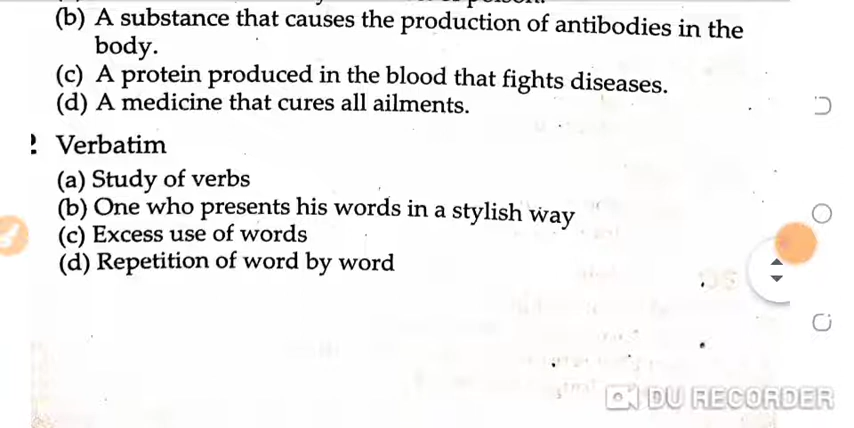 (b) A substance that causes the production of antibodies in the
body.
(c) A protein produced in the blood that fights diseases.
(d) A medicine that cures all ailments.
Verbatim
(a) Study of verbs
(b) One who presents his words in a stylish way
(c) Excess use of words
(d) Repetition of word by word
DU RECORDER